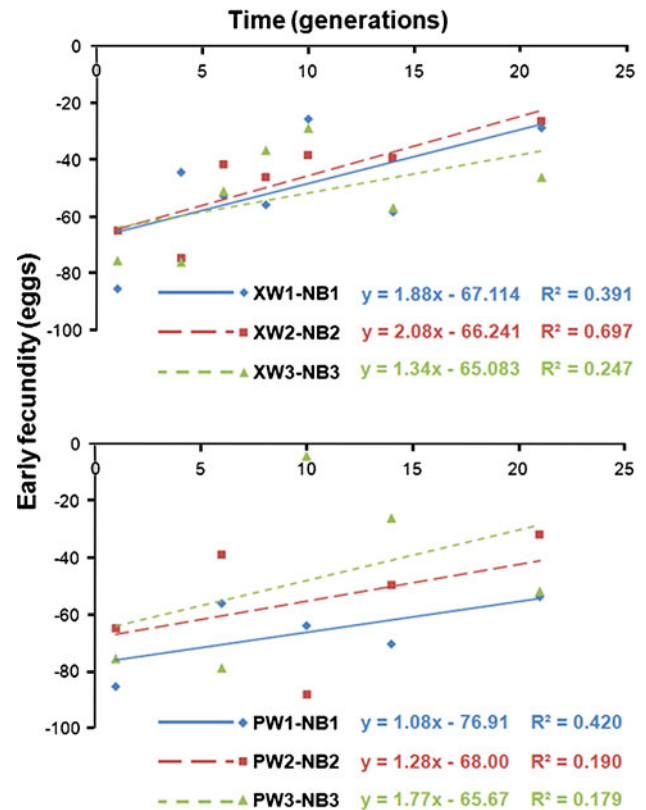 Time (generations)
0 5 10 15 20 25
0
-20
-40
-60
-80
-100
XW1-NB1 y = 1.88x - 67.114 R² = 0.391
XW2-NB2 y = 2.08x - 66.241 R² = 0.697
XW3-NB3 y = 1.34x - 65.083 R² = 0.247
Early fecundity (eggs)
0 5 10 15 20 25
0
-20
-40
-60
-80
-100
PW1-NB1 y = 1.08x - 76.91 R² = 0.420
PW2-NB2 y = 1.28x - 68.00 R² = 0.190
PW3-NB3 y = 1.77x - 65.67 R² = 0.179